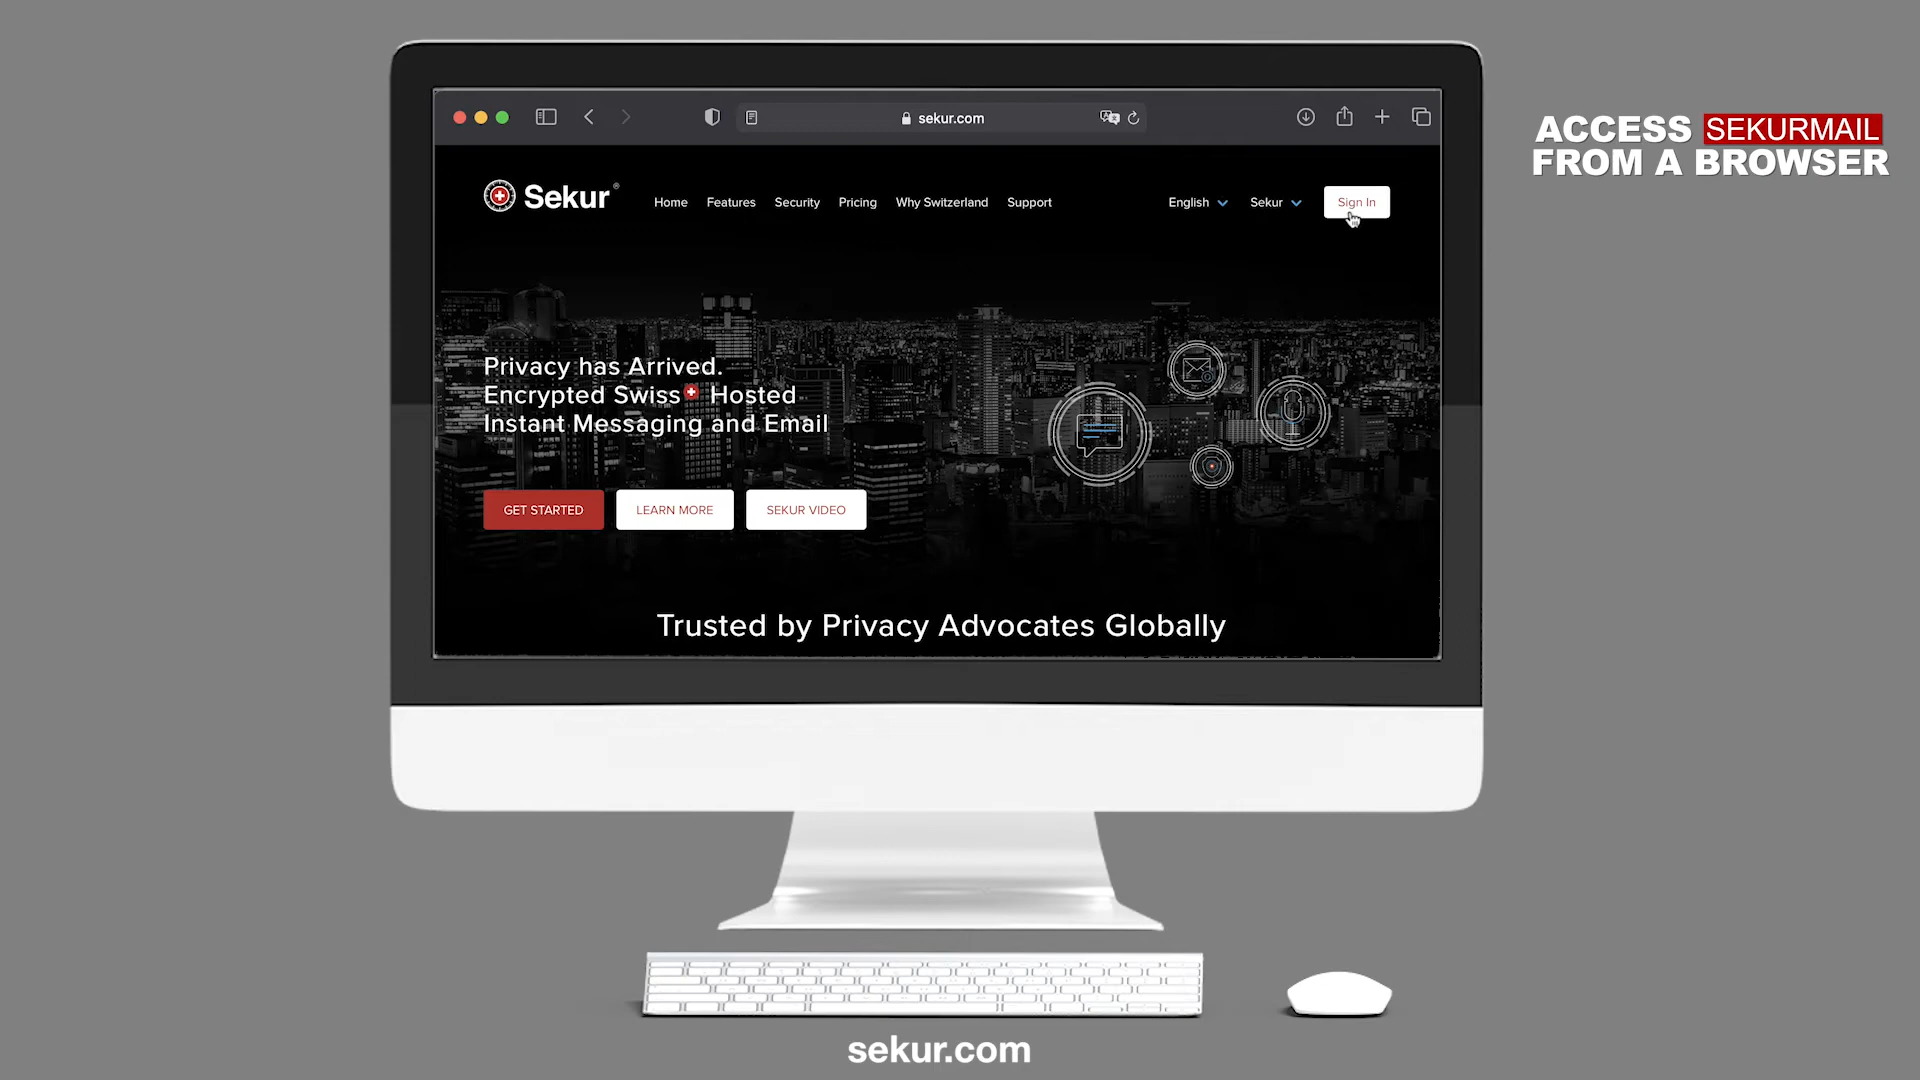 sekur.com
ACCESS SEKURMAIL
FROM A BROWSER
Sekur®
Home
Features
Security
Pricing
Why Switzerland
Support
English
Sekur
Sign In
Privacy has Arrived.
Encrypted Swiss Hosted
Instant Messaging and Email
GET STARTED
LEARN MORE
SEKUR VIDEO
Trusted by Privacy Advocates Globally
sekur.com